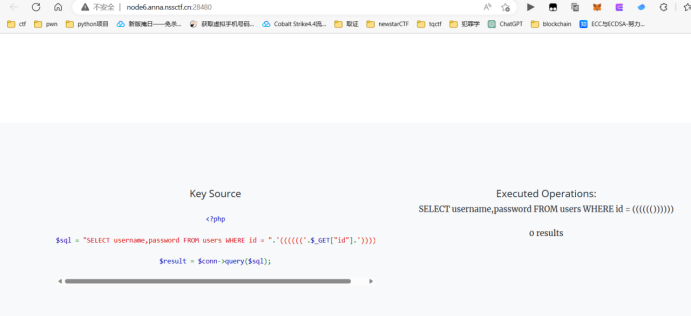 不安全 | node6.anna.nssctf.cn:28480
ctf pwn python项目 新版掩日——免杀... 获取虚拟手机号码... Cobalt Strike4.4流... 取证 newstarCTF tqctf 犯罪学 ChatGPT blockchain ECC与ECDSA-努力...
Key Source
<?php
$sql = "SELECT username,password FROM users WHERE id = ".'(((((('.$_GET["id"].'))))
$result = $conn->query($sql);
Executed Operations:
SELECT username,password FROM users WHERE id = (((((())))))
0 results